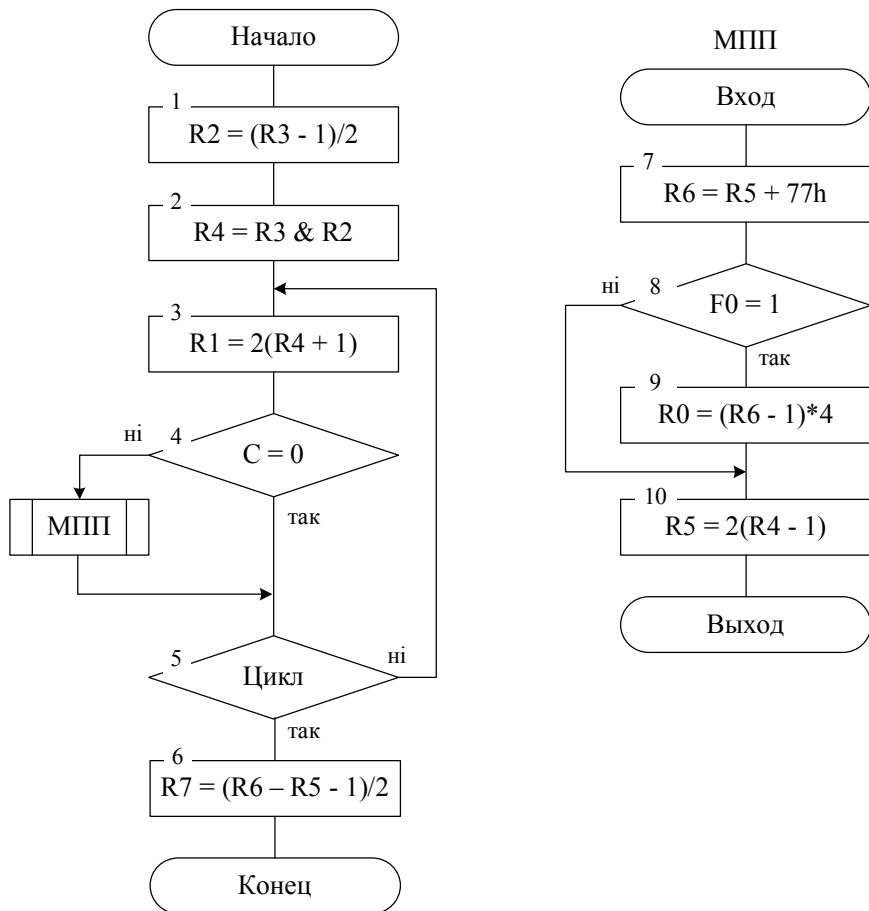 Начало
1
R2 = (R3 - 1)/2
2
R4 = R3 & R2
3
R1 = 2(R4 + 1)
ні
4
C = 0
так
МПП
5
Цикл
ні
так
6
R7 = (R6 – R5 - 1)/2
Конец
МПП
Вход
7
R6 = R5 + 77h
ні
8
F0 = 1
так
9
R0 = (R6 - 1)*4
10
R5 = 2(R4 - 1)
Выход